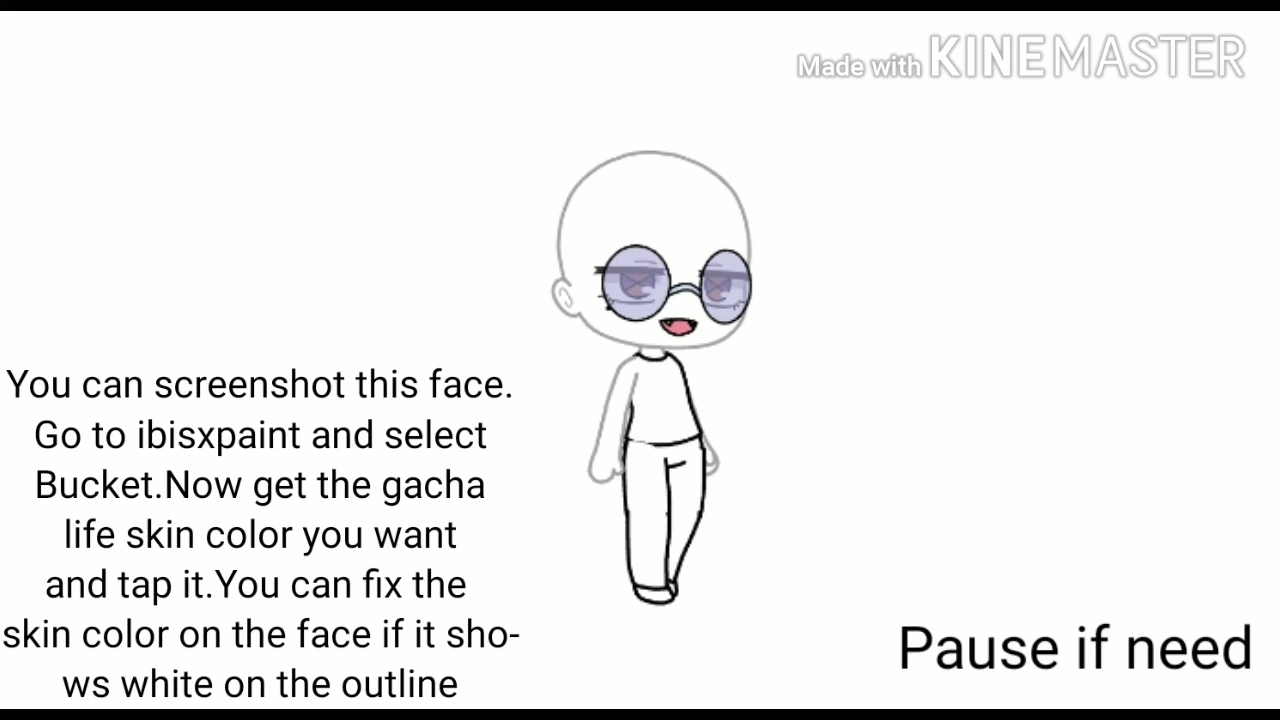 Made with KINEMASTER
You can screenshot this face.
Go to ibisxpaint and select
Bucket.Now get the gacha
life skin color you want
and tap it.You can fix the
skin color on the face if it sho-
ws white on the outline
Pause if need